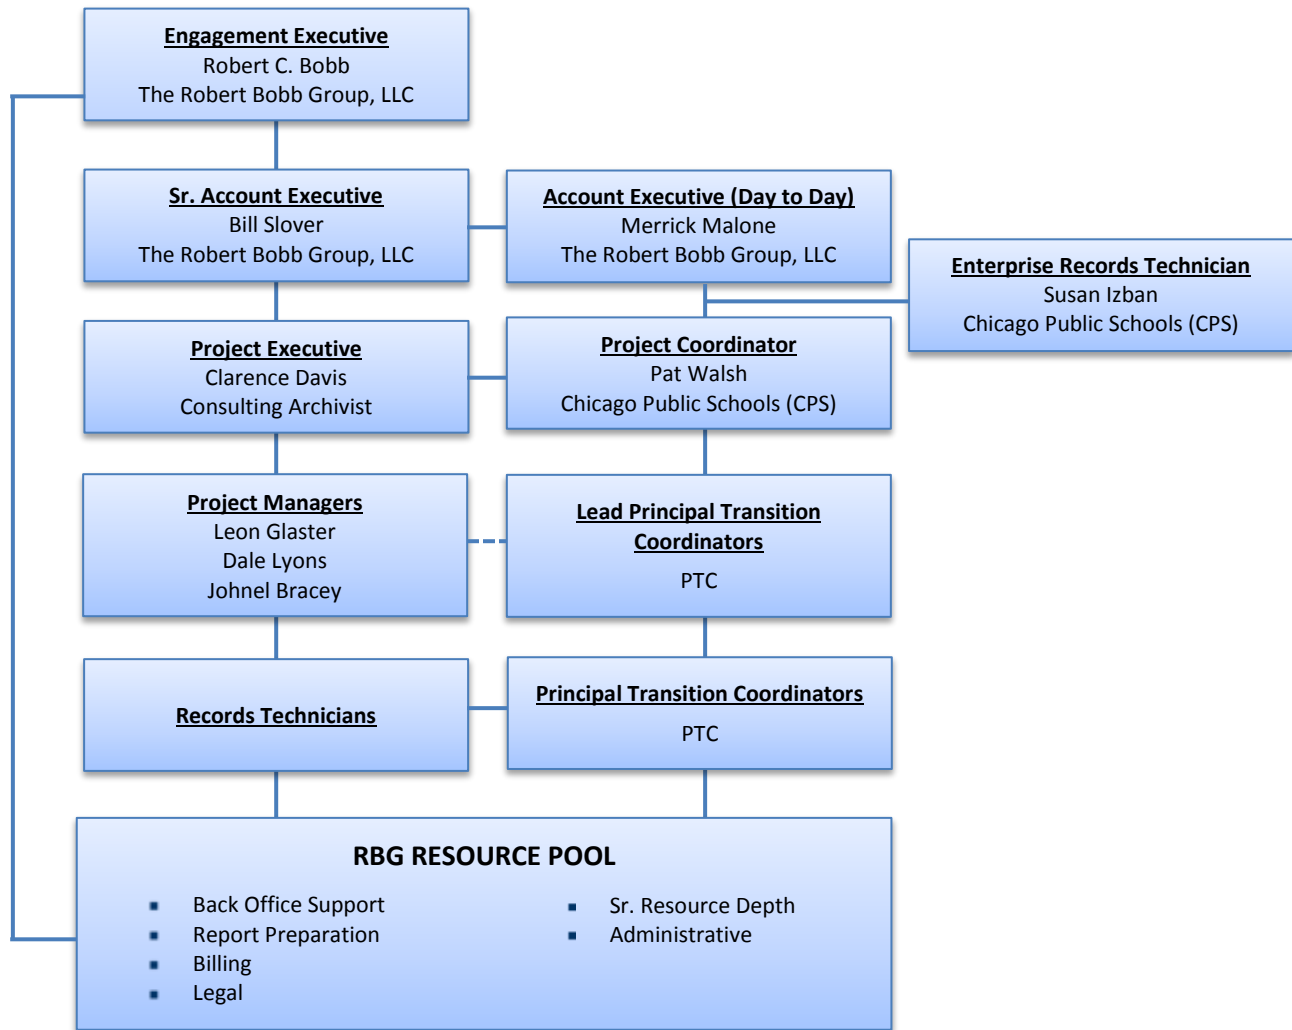 Engagement Executive
Robert C. Bobb
The Robert Bobb Group, LLC
Sr. Account Executive
Bill Slover
The Robert Bobb Group, LLC
Account Executive (Day to Day)
Merrick Malone
The Robert Bobb Group, LLC
Enterprise Records Technician
Susan Izban
Chicago Public Schools (CPS)
Project Executive
Clarence Davis
Consulting Archivist
Project Coordinator
Pat Walsh
Chicago Public Schools (CPS)
Project Managers
Leon Glaster
Dale Lyons
Johnel Bracey
Lead Principal Transition
Coordinators
PTC
Records Technicians
Principal Transition Coordinators
PTC
RBG RESOURCE POOL
▪ Back Office Support
▪ Report Preparation
▪ Billing
▪ Legal
▪ Sr. Resource Depth
▪ Administrative